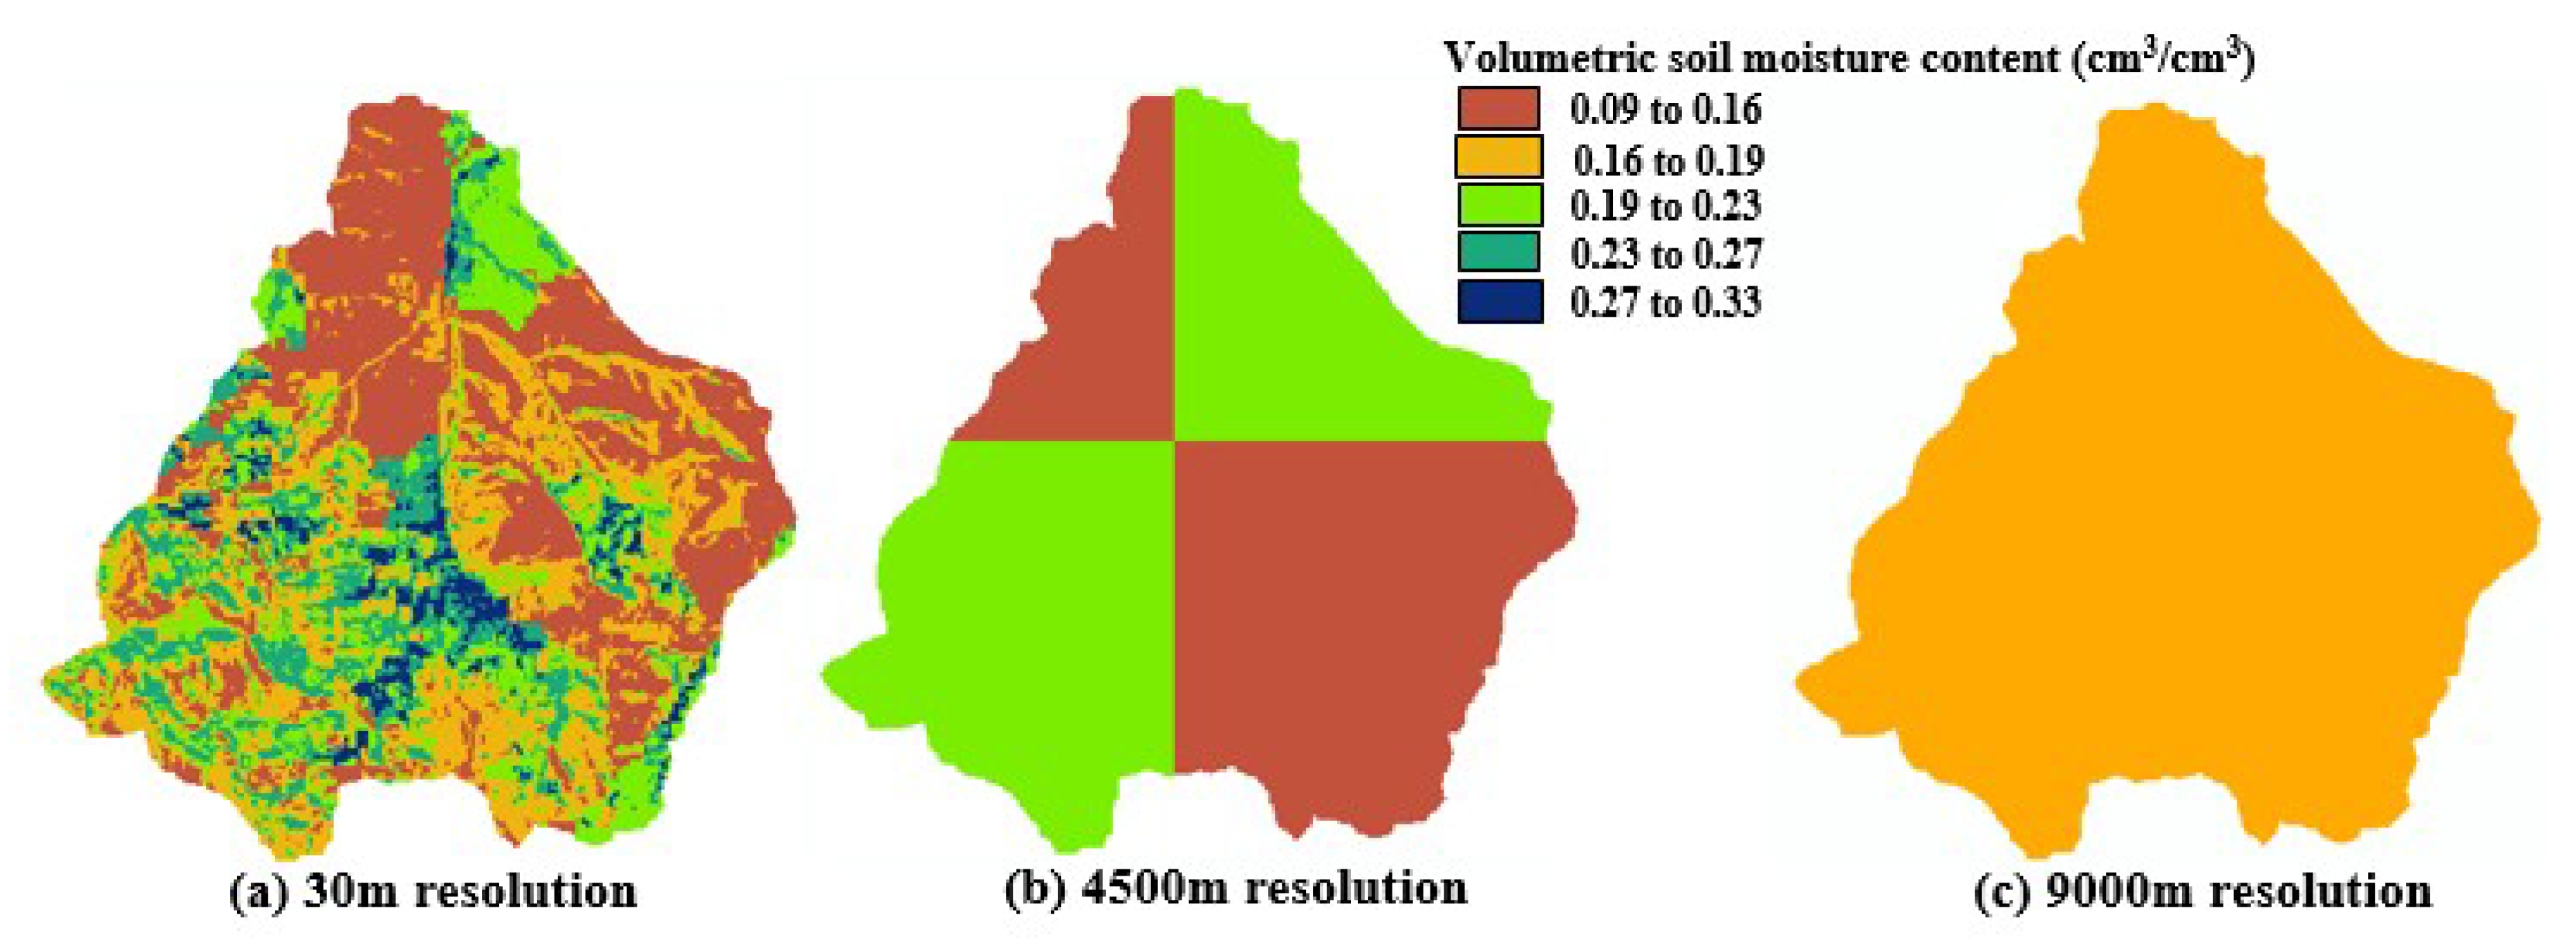 Volumetric soil moisture content (cm³/cm³)
0.09 to 0.16
0.16 to 0.19
0.19 to 0.23
0.23 to 0.27
0.27 to 0.33
(a) 30m resolution
(b) 4500m resolution
(c) 9000m resolution